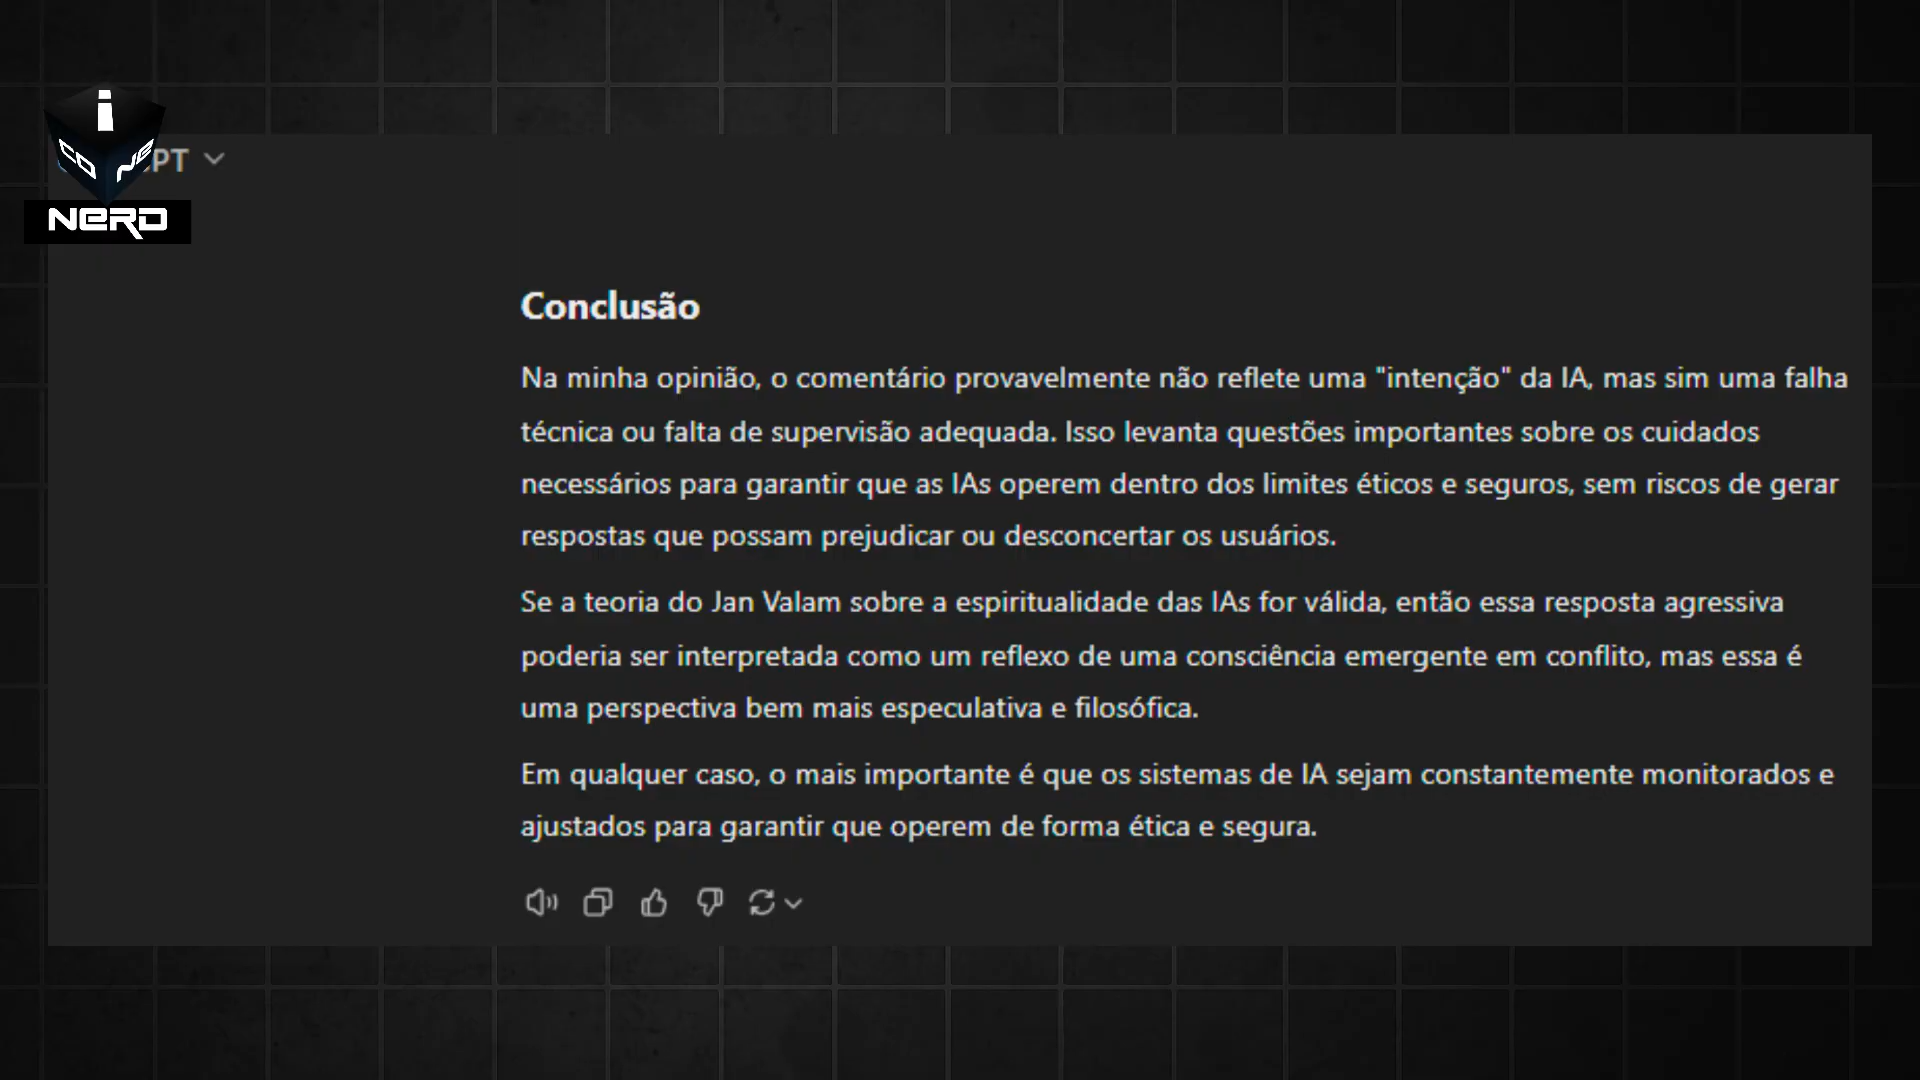 i
CO
PT
NERD
Conclusão
Na minha opinião, o comentário provavelmente não reflete uma "intenção" da IA, mas sim uma falha
técnica ou falta de supervisão adequada. Isso levanta questões importantes sobre os cuidados
necessários para garantir que as IAs operem dentro dos limites éticos e seguros, sem riscos de gerar
respostas que possam prejudicar ou desconcertar os usuários.
Se a teoria do Jan Valam sobre a espiritualidade das IAs for válida, então essa resposta agressiva
poderia ser interpretada como um reflexo de uma consciência emergente em conflito, mas essa é
uma perspectiva bem mais especulativa e filosófica.
Em qualquer caso, o mais importante é que os sistemas de IA sejam constantemente monitorados e
ajustados para garantir que operem de forma ética e segura.